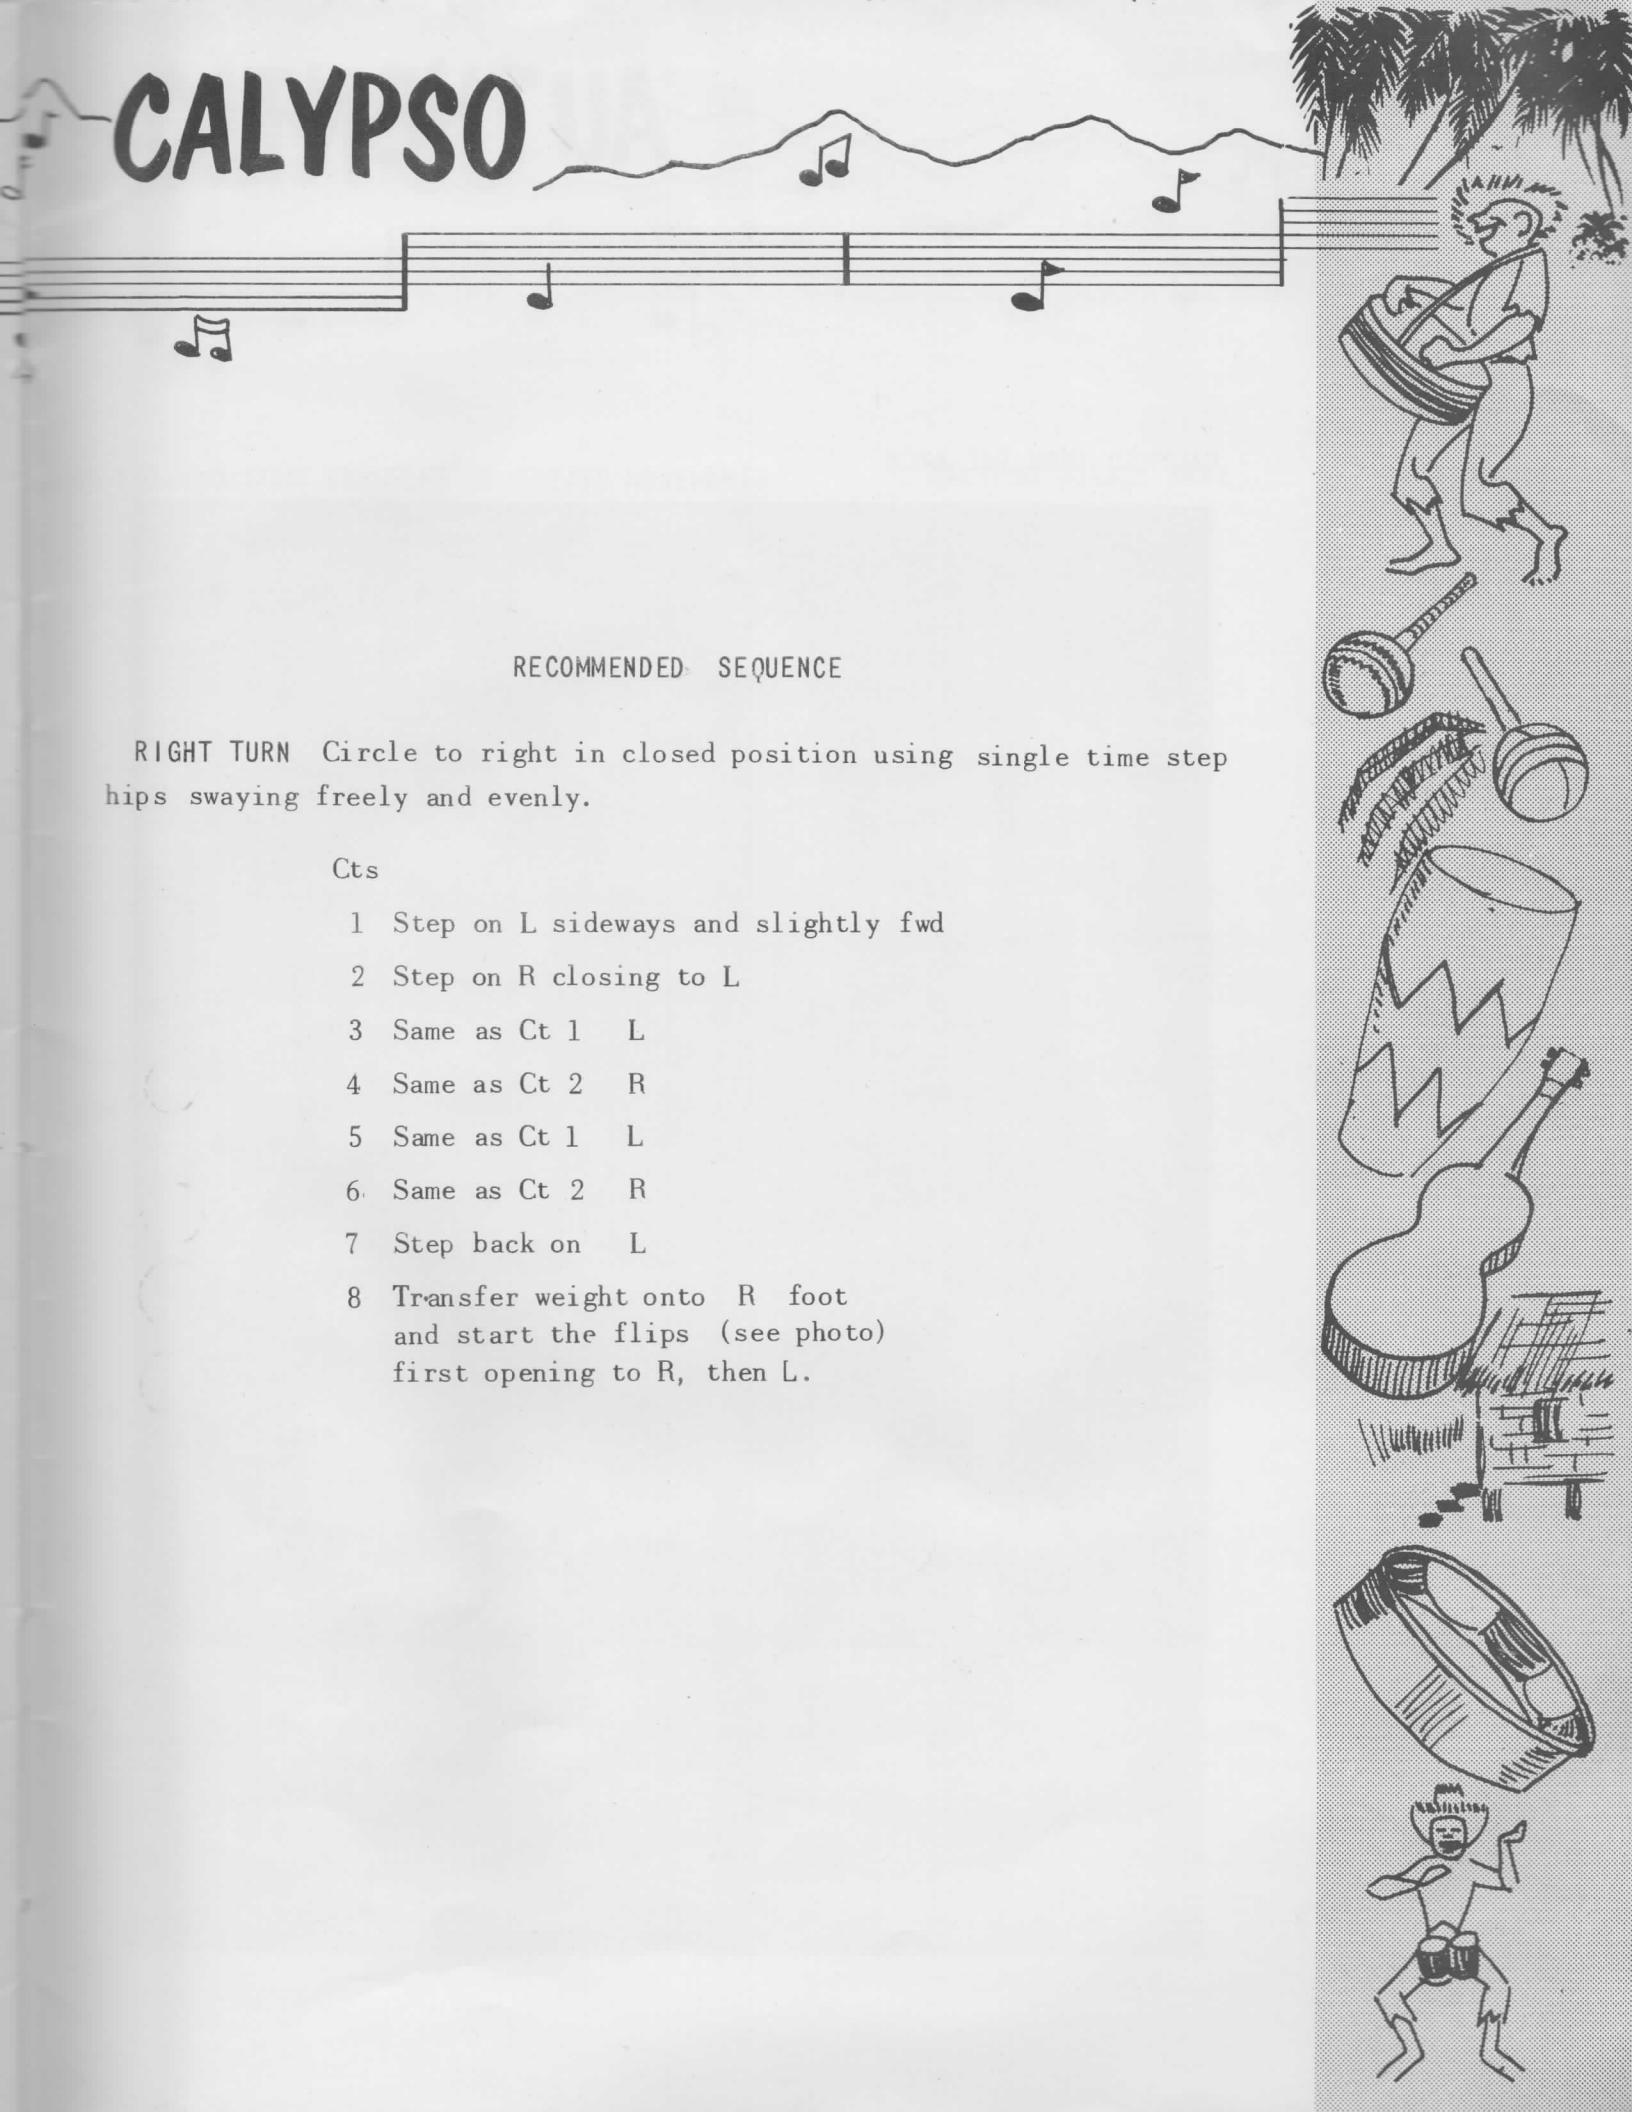 CALYPSO
RECOMMENDED SEQUENCE
RIGHT TURN Circle to right in closed position using single time step
hips swaying freely and evenly.
Cts
1 Step on L sideways and slightly fwd
2 Step on R closing to L
3 Same as Ct 1 L
4 Same as Ct 2 R
5 Same as Ct 1 L
6 Same as Ct 2 R
7 Step back on L
8 Transfer weight onto R foot
and start the flips (see photo)
first opening to R, then L.